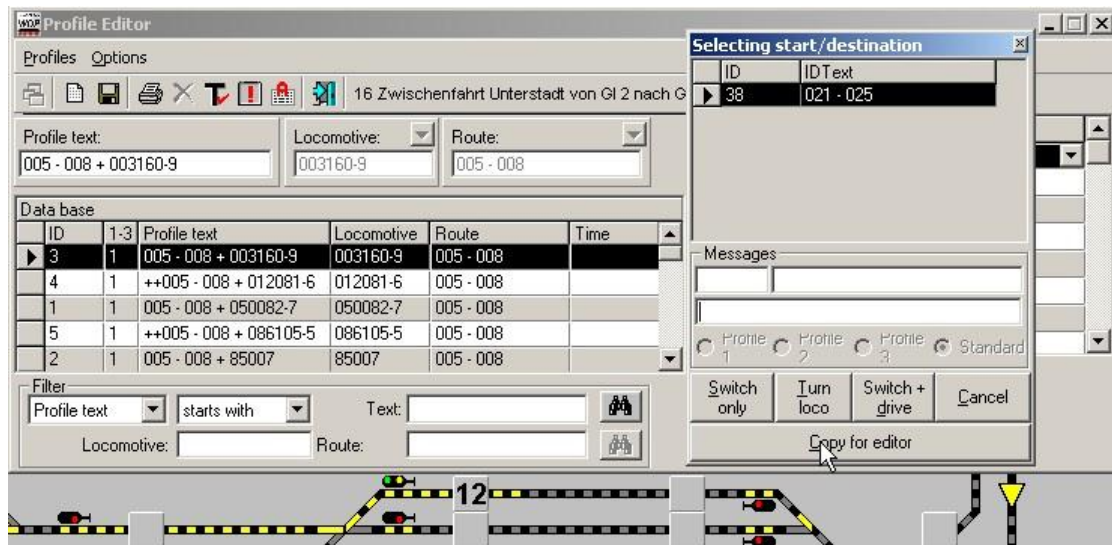 WDP Profile Editor
Profiles Options
16 Zwischenfahrt Unterstadt von Gl 2 nach G
Profile text: Locomotive: Route:
005 - 008 + 003160-9 003160-9 005 - 008
Data base
ID 1-3 Profile text Locomotive Route Time
3 1 005 - 008 + 003160-9 003160-9 005 - 008
4 1 ++005 - 008 + 012081-6 012081-6 005 - 008
1 1 005 - 008 + 050082-7 050082-7 005 - 008
5 1 ++005 - 008 + 086105-5 086105-5 005 - 008
2 1 005 - 008 + 85007 85007 005 - 008
Filter
Profile text starts with Text:
Locomotive: Route:
Selecting start/destination
ID IDText
38 021 - 025
Messages
Profile 1 Profile 2 Profile 3 Standard
Switch only Turn loco Switch + drive Cancel
Copy for editor
12